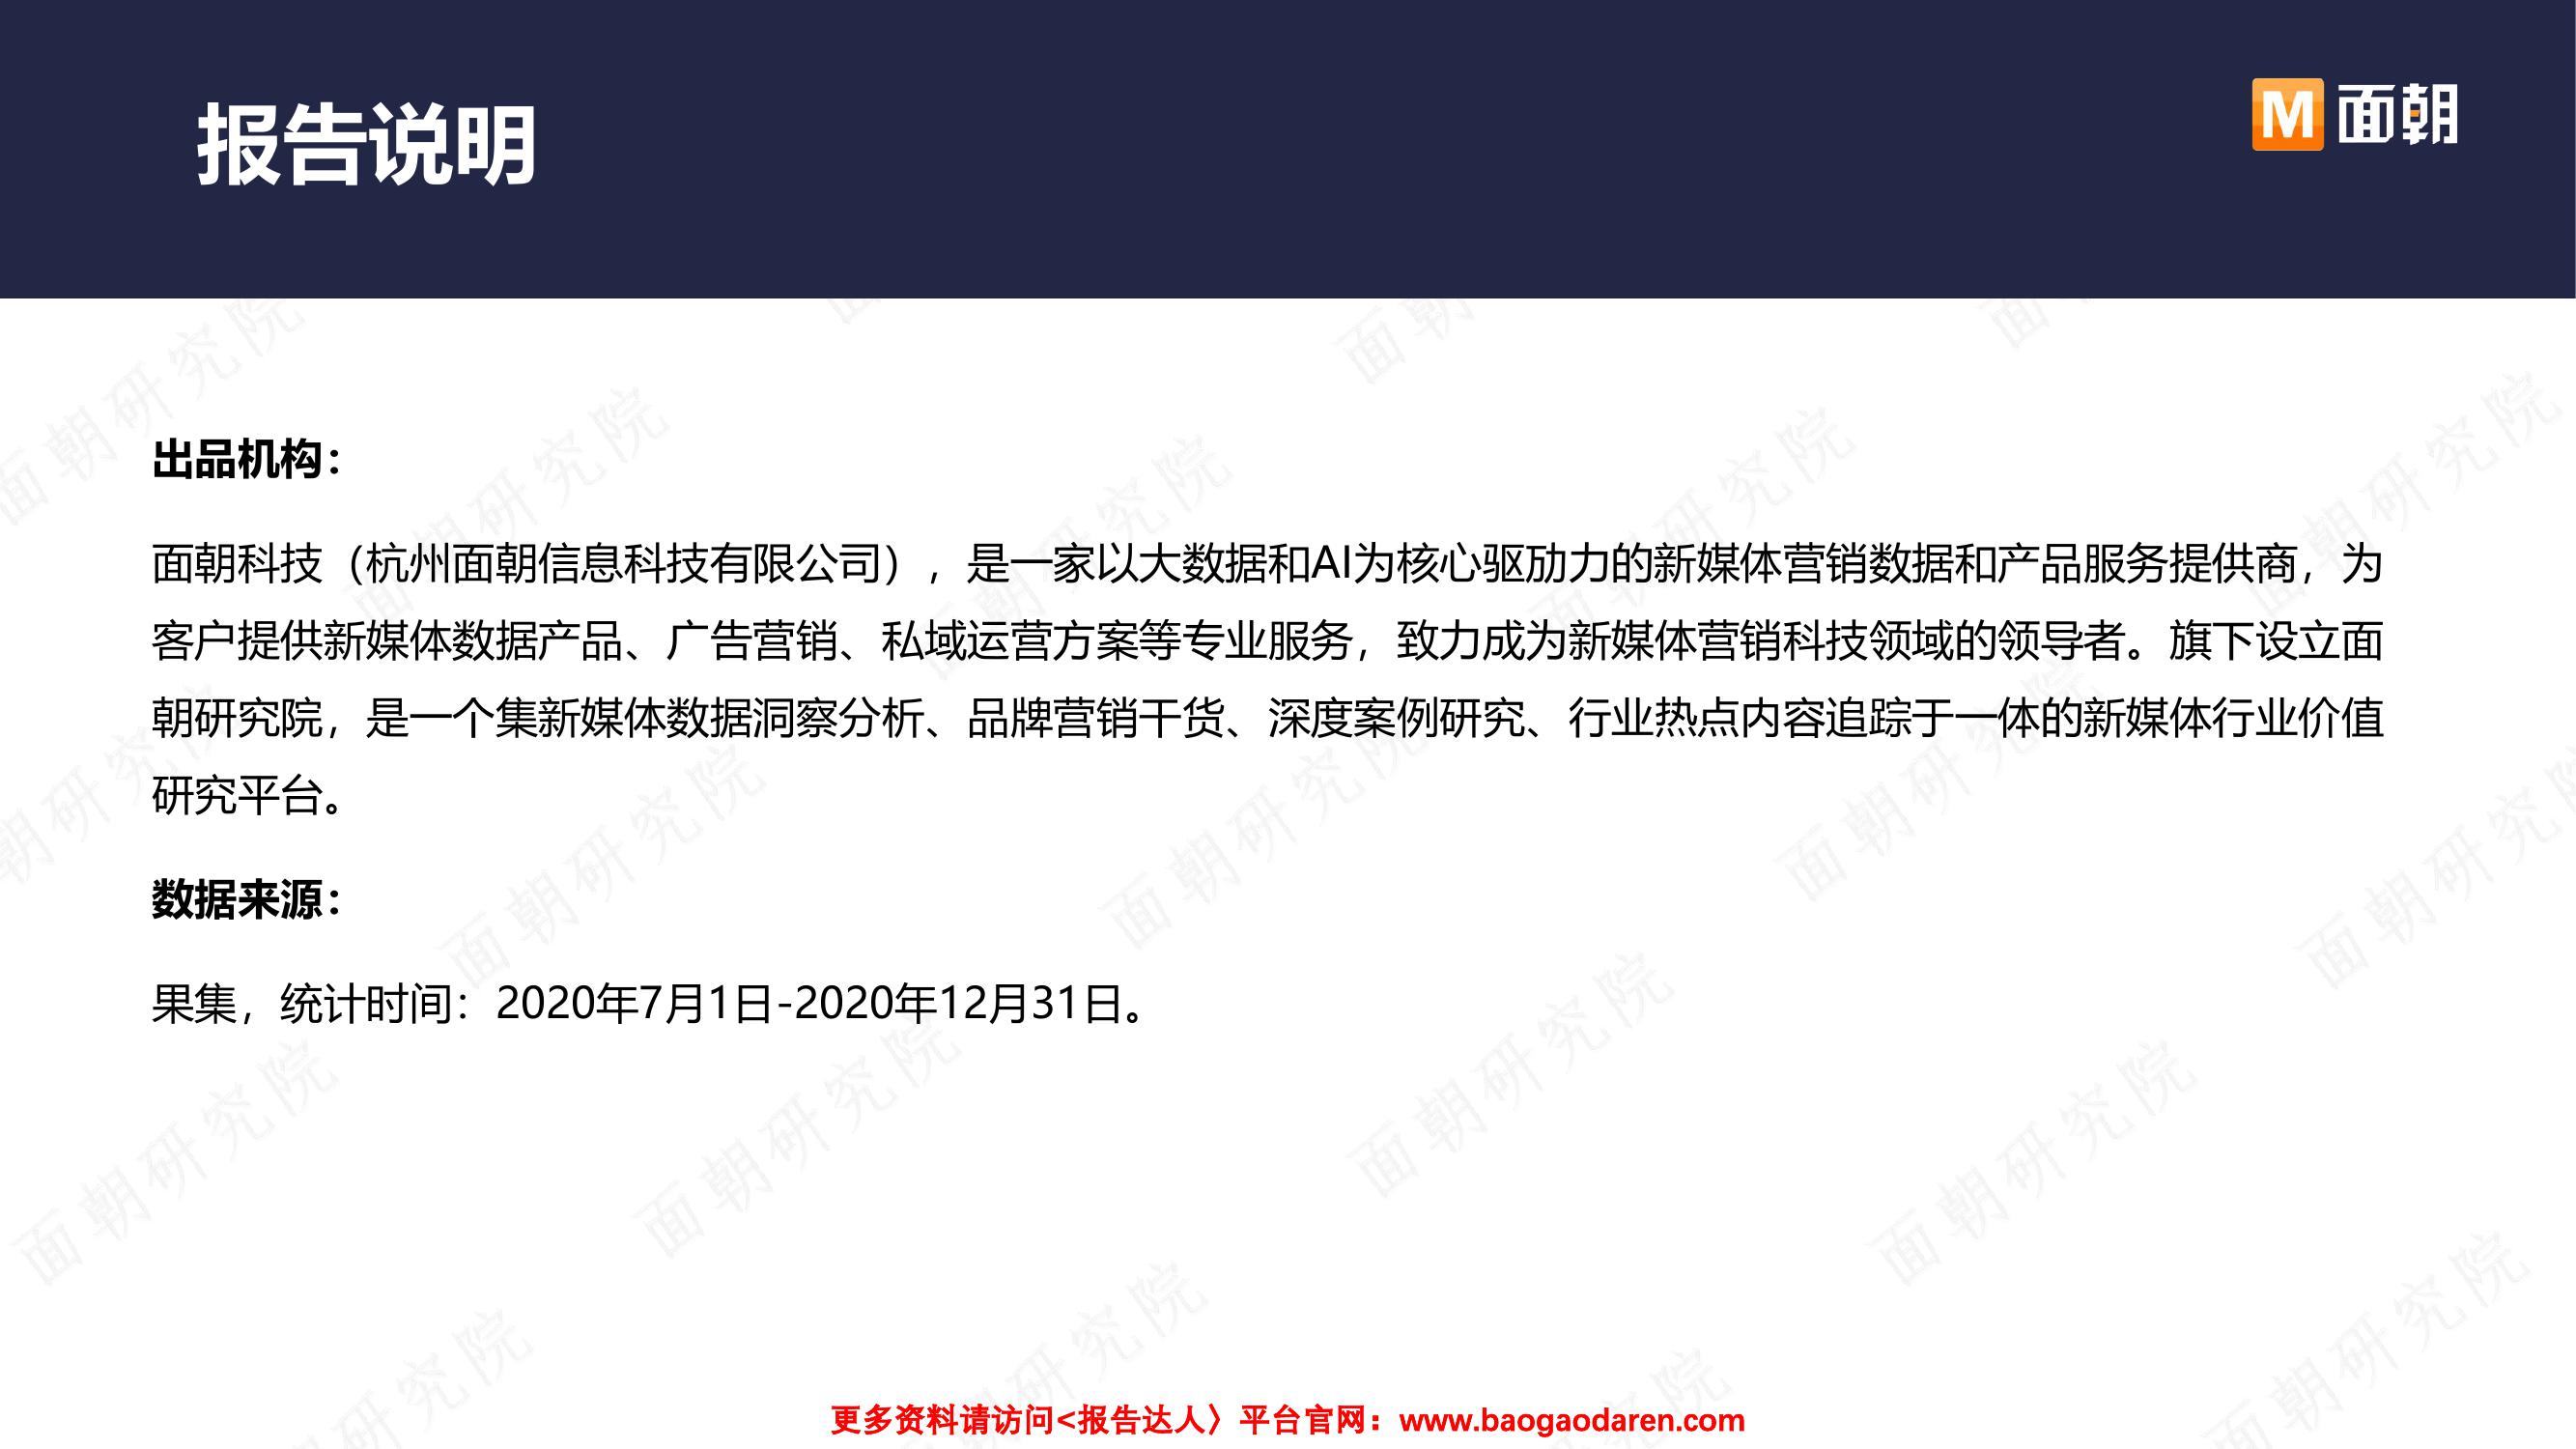 报告说明
M 面朝
出品机构：
面朝科技（杭州面朝信息科技有限公司），是一家以大数据和AI为核心驱劢力的新媒体营销数据和产品服务提供商，为
客户提供新媒体数据产品、广告营销、私域运营方案等专业服务，致力成为新媒体营销科技领域的领导者。旗下设立面
朝研究院，是一个集新媒体数据洞察分析、品牌营销干货、深度案例研究、行业热点内容追踪于一体的新媒体行业价值
研究平台。
数据来源：
果集，统计时间：2020年7月1日-2020年12月31日。
面朝研究院
更多资料请访问<报告达人〉平台官网：www.baogaodaren.com